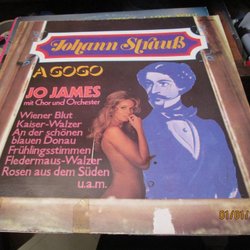 Johann Strauß
A GOGO
JO JAMES
mit Chor und Orchester
Wiener Blut
Kaiser-Walzer
An der schönen
blauen Donau
Frühlingsstimmen
Fledermaus-Walzer
Rosen aus dem Süden
u.a.m.